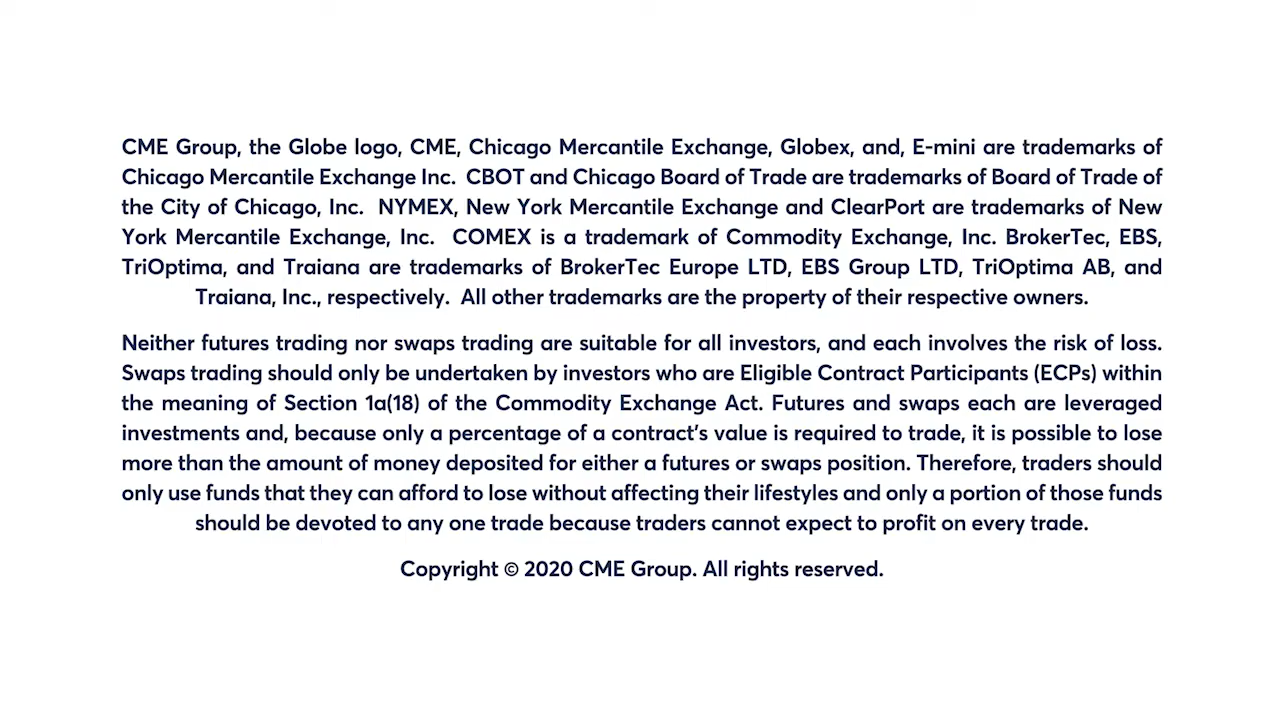 CME Group, the Globe logo, CME, Chicago Mercantile Exchange, Globex, and, E-mini are trademarks of
Chicago Mercantile Exchange Inc.  CBOT and Chicago Board of Trade are trademarks of Board of Trade of
the City of Chicago, Inc.  NYMEX, New York Mercantile Exchange and ClearPort are trademarks of New
York Mercantile Exchange, Inc.  COMEX is a trademark of Commodity Exchange, Inc. BrokerTec, EBS,
TriOptima, and Traiana are trademarks of BrokerTec Europe LTD, EBS Group LTD, TriOptima AB, and
Traiana, Inc., respectively.  All other trademarks are the property of their respective owners.
Neither futures trading nor swaps trading are suitable for all investors, and each involves the risk of loss.
Swaps trading should only be undertaken by investors who are Eligible Contract Participants (ECPs) within
the meaning of Section 1a(18) of the Commodity Exchange Act. Futures and swaps each are leveraged
investments and, because only a percentage of a contract's value is required to trade, it is possible to lose
more than the amount of money deposited for either a futures or swaps position. Therefore, traders should
only use funds that they can afford to lose without affecting their lifestyles and only a portion of those funds
should be devoted to any one trade because traders cannot expect to profit on every trade.
Copyright © 2020 CME Group. All rights reserved.